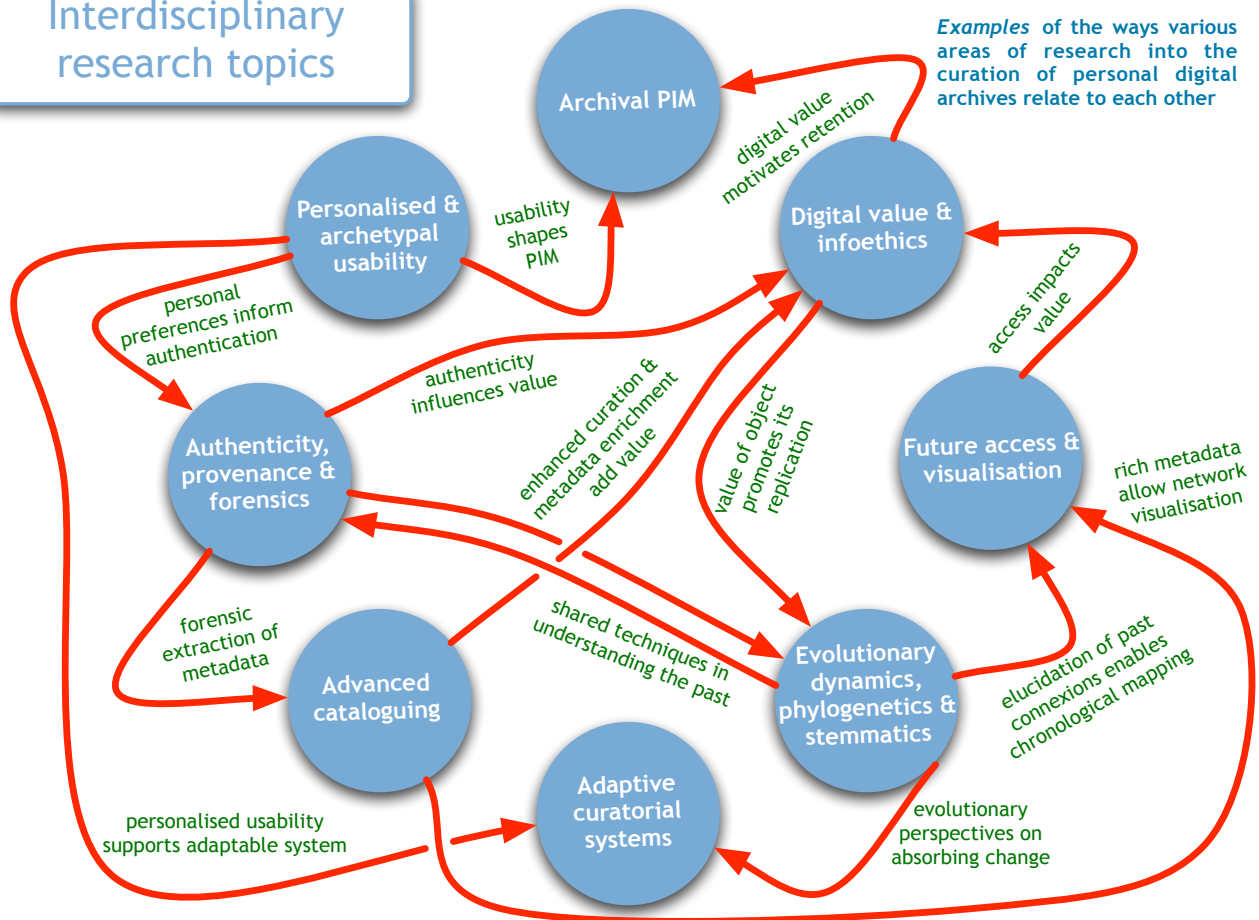 Interdisciplinary
research topics
Examples of the ways various
areas of research into the
curation of personal digital
archives relate to each other
Archival PIM
digital value
motivates retention
Personalised &
archetypal
usability
usability
shapes
PIM
Digital value &
infoethics
personal
preferences inform
authentication
access impacts
value
authenticity
influences value
enhanced curation &
metadata enrichment
add value
value of object
promotes its
replication
Authenticity,
provenance &
forensics
Future access &
visualisation
rich metadata
allow network
visualisation
forensic
extraction of
metadata
shared techniques in
understanding the past
Advanced
cataloguing
Evolutionary
dynamics,
phylogenetics &
stemmatics
elucidation of past
connexions enables
chronological mapping
Adaptive
curatorial
systems
personalised usability
supports adaptable system
evolutionary
perspectives on
absorbing change